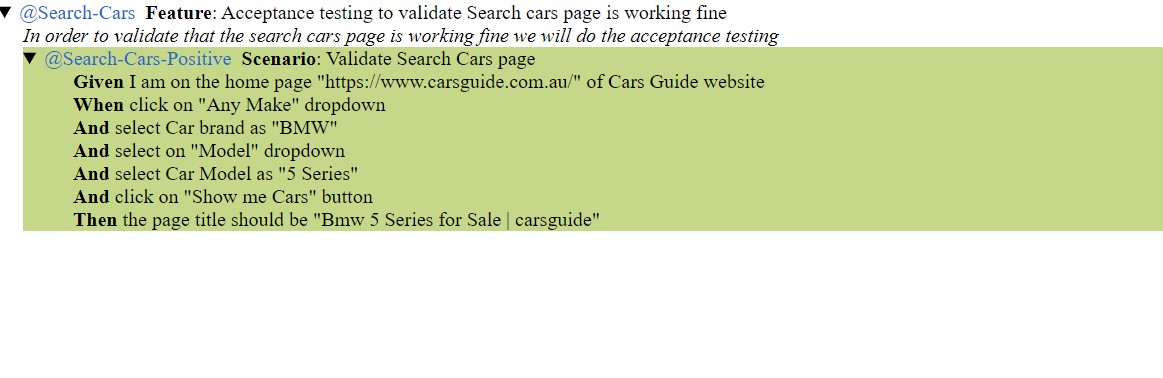 @Search-Cars Feature: Acceptance testing to validate Search cars page is working fine
In order to validate that the search cars page is working fine we will do the acceptance testing
@Search-Cars-Positive Scenario: Validate Search Cars page
Given I am on the home page "https://www.carsguide.com.au/" of Cars Guide website
When click on "Any Make" dropdown
And select Car brand as "BMW"
And select on "Model" dropdown
And select Car Model as "5 Series"
And click on "Show me Cars" button
Then the page title should be "Bmw 5 Series for Sale | carsguide"